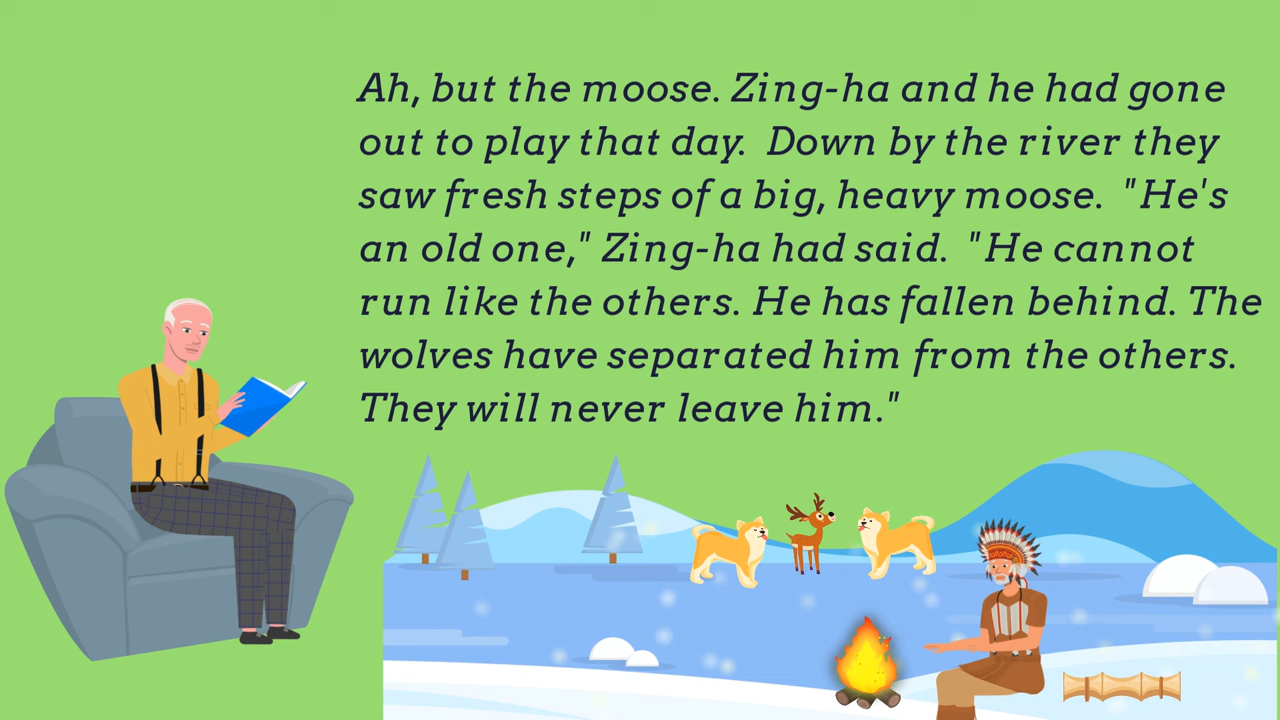 Ah, but the moose. Zing-ha and he had gone
out to play that day.  Down by the river they
saw fresh steps of a big, heavy moose.  "He's
an old one," Zing-ha had said.  "He cannot
run like the others. He has fallen behind. The
wolves have separated him from the others.
They will never leave him."